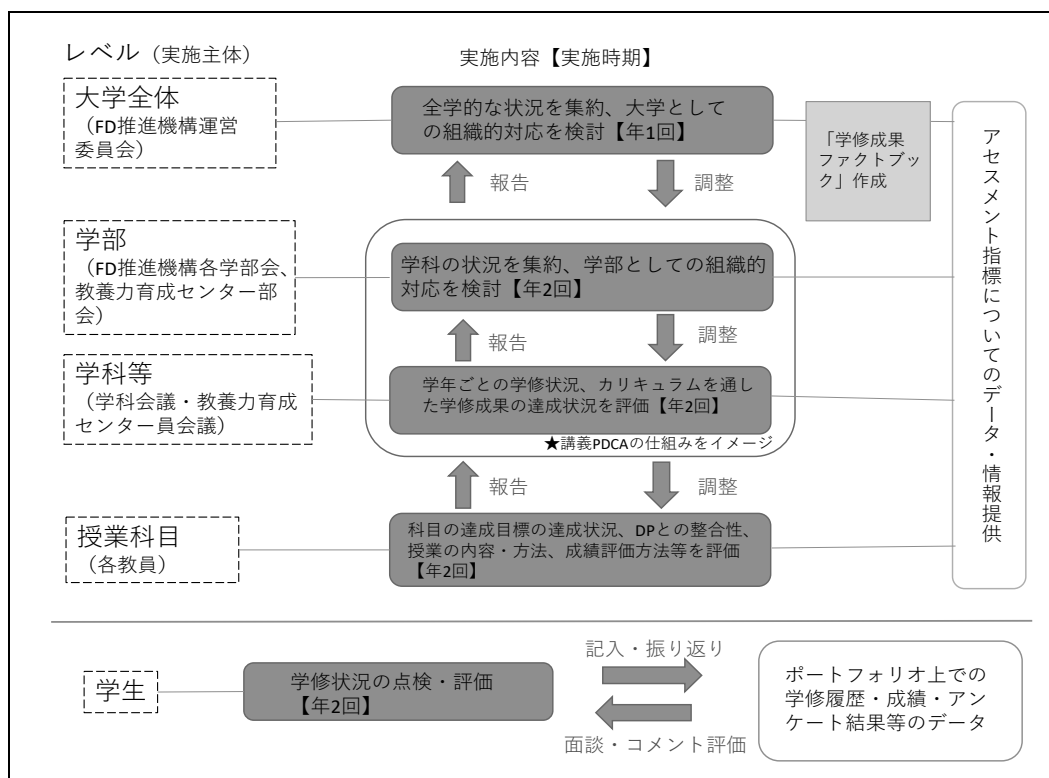 レベル（実施主体）
実施内容【実施時期】
大学全体
（FD推進機構運営
委員会）
全学的な状況を集約、大学として
の組織的対応を検討【年1回】
「学修成果
ファクトブッ
ク」作成
報告
調整
学部
（FD推進機構各学部会、
教養力育成センター部
会）
学科の状況を集約、学部としての組織的
対応を検討【年2回】
報告
調整
学科等
（学科会議・教養力育成
センター員会議）
学年ごとの学修状況、カリキュラムを通し
た学修成果の達成状況を評価【年2回】
★講義PDCAの仕組みをイメージ
報告
調整
授業科目
（各教員）
科目の達成目標の達成状況、DPとの整合性、
授業の内容・方法、成績評価方法等を評価
【年2回】
アセスメント指標についてのデータ・情報提供
学生
学修状況の点検・評価
【年2回】
記入・振り返り
面談・コメント評価
ポートフォリオ上での
学修履歴・成績・アン
ケート結果等のデータ